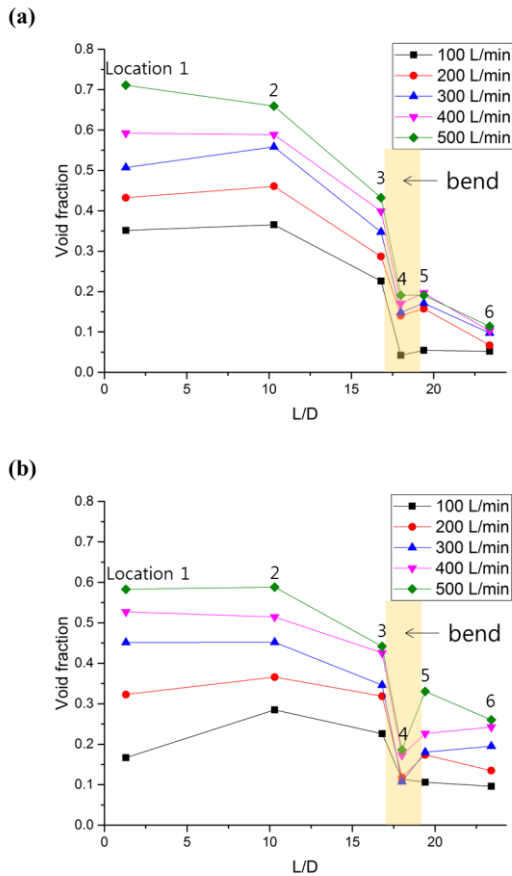 (a)
0.8
100 L/min
200 L/min
300 L/min
400 L/min
500 L/min
Location 1
0.7
2
0.6
0.5
3
← bend
0.4
Void fraction
0.3
4
5
0.2
6
0.1
0.0
0 5 10 15 20
L/D
(b)
0.8
100 L/min
200 L/min
300 L/min
400 L/min
500 L/min
0.7
Location 1
2
0.6
0.5
3
← bend
0.4
Void fraction
5
0.3
6
4
0.2
0.1
0.0
0 5 10 15 20
L/D